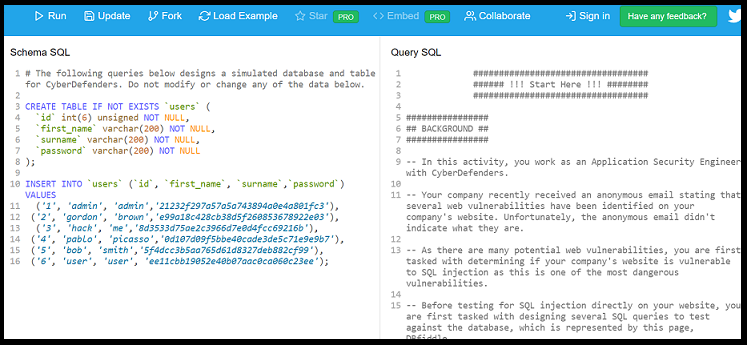 Run Update Fork Load Example Star PRO Embed PRO Collaborate Sign in Have any feedback?
Schema SQL
1 # The following queries below designs a simulated database and table
for CyberDefenders. Do not modify or change any of the data below.
2
3 CREATE TABLE IF NOT EXISTS `users` (
4 `id` int(6) unsigned NOT NULL,
5 `first_name` varchar(200) NOT NULL,
6 `surname` varchar(200) NOT NULL,
7 `password` varchar(200) NOT NULL
8 );
9
10 INSERT INTO `users` (`id`, `first_name`, `surname`,`password`)
VALUES
11 ('1', 'admin', 'admin','21232f297a57a5a743894a0e4a801fc3'),
12 ('2', 'gordon', 'brown','e99a18c428cb38d5f260853678922e03'),
13 ('3', 'hack', 'me','8d3533d75ae2c3966d7e0d4fcc69216b'),
14 ('4', 'pablo', 'picasso','0d107d09f5bbe40cade3de5c71e9e9b7'),
15 ('5', 'bob', 'smith','5f4dcc3b5aa765d61d8327deb882cf99'),
16 ('6', 'user', 'user', 'ee11cbb19052e40b07aac0ca060c23ee');
Query SQL
1 ##################################
2 ###### !!! Start Here !!! ########
3 ##################################
4
5 ################
6 ## BACKGROUND ##
7 ################
8
9 -- In this activity, you work as an Application Security Engineer
with CyberDefenders.
10
11 -- Your company recently received an anonymous email stating that
several web vulnerabilities have been identified on your
company's website. Unfortunately, the anonymous email didn't
indicate what they are.
12
13 -- As there are many potential web vulnerabilities, you are first
tasked with determining if your company's website is vulnerable
to SQL injection as this is one of the most dangerous
vulnerabilities.
14
15 -- Before testing for SQL injection directly on your website, you
are first tasked with designing several SQL queries to test
against the database, which is represented by this page,
DBfiddle